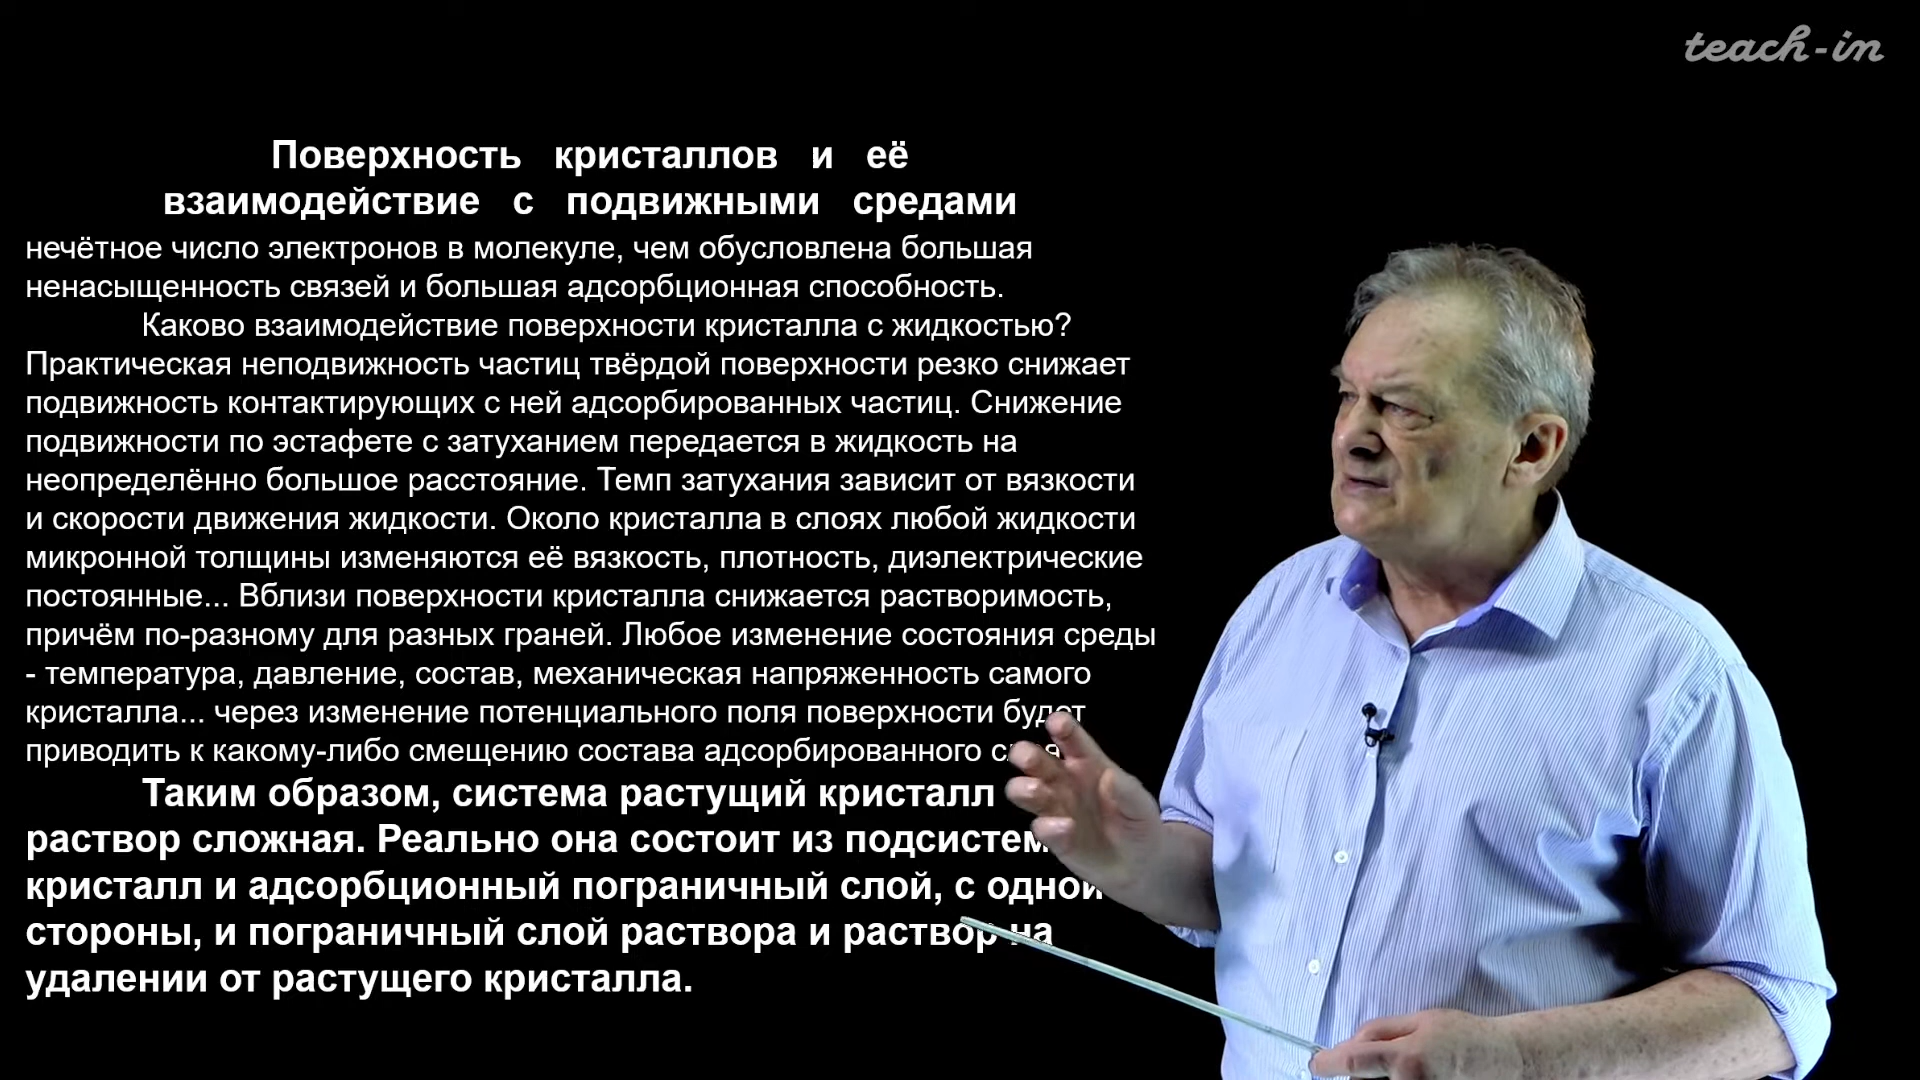 teach-in
Поверхность кристаллов и её
взаимодействие с подвижными средами
нечётное число электронов в молекуле, чем обусловлена большая
ненасыщенность связей и большая адсорбционная способность.
Каково взаимодействие поверхности кристалла с жидкостью?
Практическая неподвижность частиц твёрдой поверхности резко снижает
подвижность контактирующих с ней адсорбированных частиц. Снижение
подвижности по эстафете с затуханием передается в жидкость на
неопределённо большое расстояние. Темп затухания зависит от вязкости
и скорости движения жидкости. Около кристалла в слоях любой жидкости
микронной толщины изменяются её вязкость, плотность, диэлектрические
постоянные... Вблизи поверхности кристалла снижается растворимость,
причём по-разному для разных граней. Любое изменение состояния среды
- температура, давление, состав, механическая напряженность самого
кристалла... через изменение потенциального поля поверхности будет
приводить к какому-либо смещению состава адсорбированного слоя
Таким образом, система растущий кристалл
раствор сложная. Реально она состоит из подсистем
кристалл и адсорбционный пограничный слой, с одной
стороны, и пограничный слой раствора и раствор на
удалении от растущего кристалла.